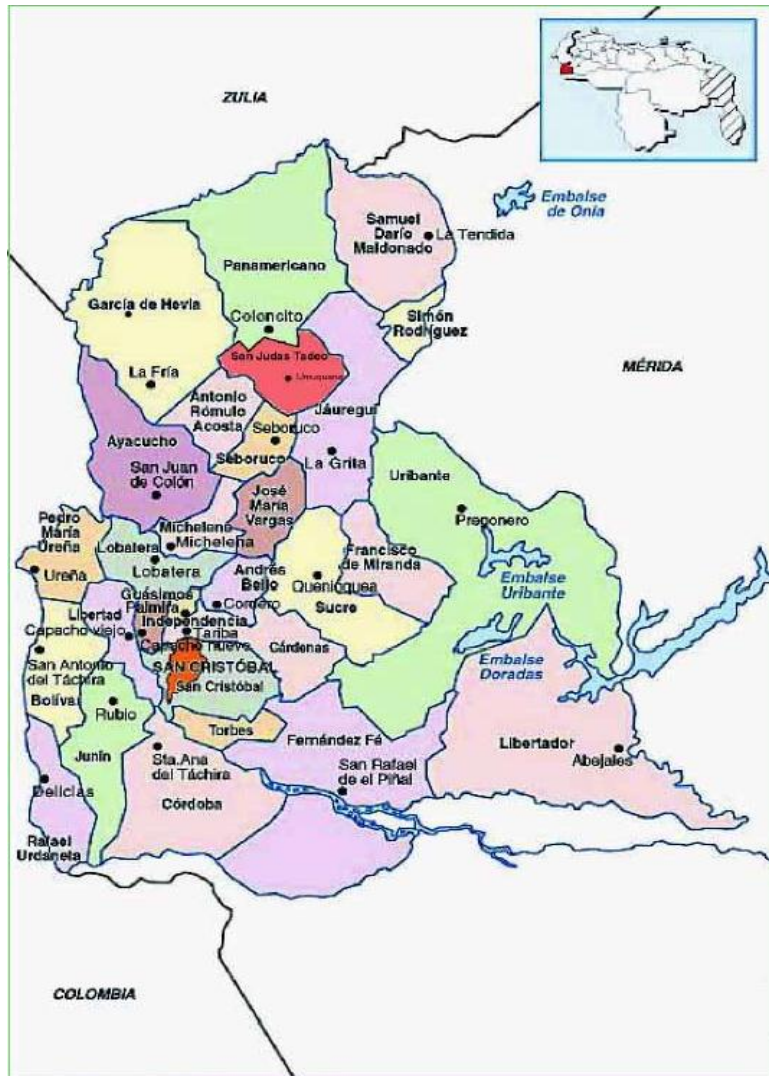 ZULIA
Embalse
de Onia
Samuel
Darío
Maldonado
La Tendida
Panamericano
García de Hevia
Coloncito
Simón
Rodríguez
San Judas Tadeo
Umuquena
La Fría
MÉRIDA
Antonio
Rómulo
Acosta
Jáuregui
Ayacucho
Seboruco
Seboruco
La Grita
San Juan
de Colón
Uribante
José
María
Vargas
Pregonero
Pedro
María
Ureña
Michelene
Micheleña
Lobatera
Lobatera
Francisco
de Miranda
Ureña
Andrés
Bello
Queniquea
Embalse
Uribante
Guásimos
Palmira
Cordero
Sucre
Libertad
Independencia
Capacho viejo
Tariba
Capacho nuevo
Cárdenas
San Antonio
del Táchira
SAN CRISTÓBAL
San Cristóbal
Embalse
Doradas
Bolíva
Rubio
Torbes
Fernández Fé
Libertador
Junín
Sta. Ana
del Táchira
San Rafael
de el Piñal
Abejales
Delicias
Córdoba
Rafael
Urdaneta
COLOMBIA